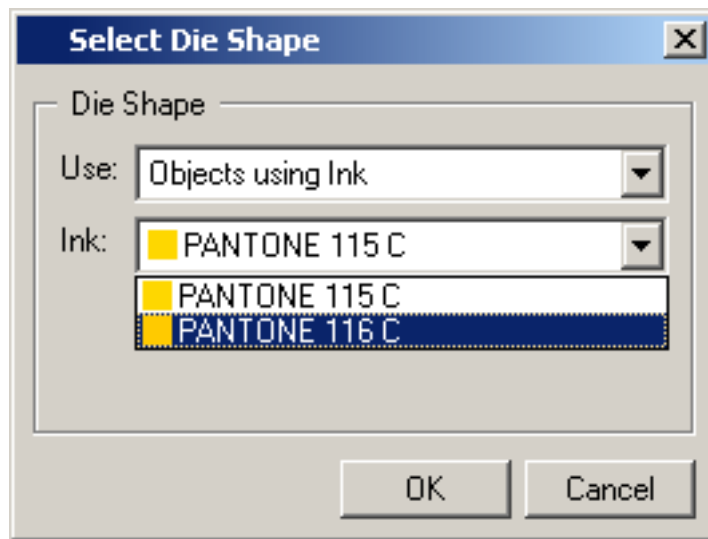 Select Die Shape
Die Shape
Use: Objects using Ink
Ink: PANTONE 115 C
PANTONE 115 C
PANTONE 116 C
OK Cancel